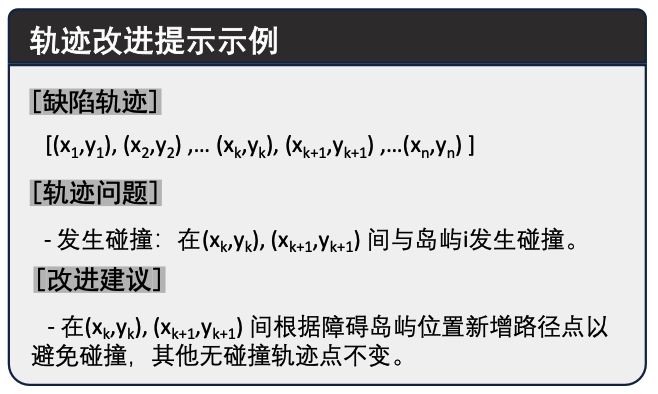 轨迹改进提示示例
[缺陷轨迹]
[(x1,y1), (x2,y2) ,... (xk,yk), (xk+1,yk+1) ,...(xn,yn) ]
[轨迹问题]
- 发生碰撞：在(xk,yk), (xk+1,yk+1) 间与岛屿i发生碰撞。
[改进建议]
- 在(xk,yk), (xk+1,yk+1) 间根据障碍岛屿位置新增路径点以
避免碰撞，其他无碰撞轨迹点不变。